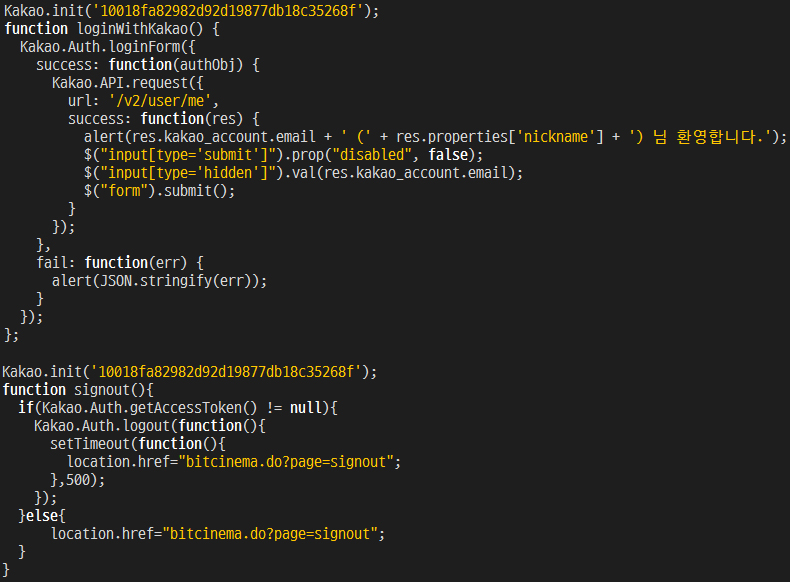 Kakao.init('10018fa82982d92d19877db18c35268f');
function loginWithKakao() {
  Kakao.Auth.loginForm({
    success: function(authObj) {
      Kakao.API.request({
        url: '/v2/user/me',
        success: function(res) {
          alert(res.kakao_account.email + ' (' + res.properties['nickname'] + ') 님 환영합니다.');
          $("input[type='submit']").prop("disabled", false);
          $("input[type='hidden']").val(res.kakao_account.email);
          $("form").submit();
        }
      });
    },
    fail: function(err) {
      alert(JSON.stringify(err));
    }
  });
};

Kakao.init('10018fa82982d92d19877db18c35268f');
function signout(){
  if(Kakao.Auth.getAccessToken() != null){
    Kakao.Auth.logout(function(){
      setTimeout(function(){
        location.href="bitcinema.do?page=signout";
      },500);
    });
  }else{
      location.href="bitcinema.do?page=signout";
  }
}